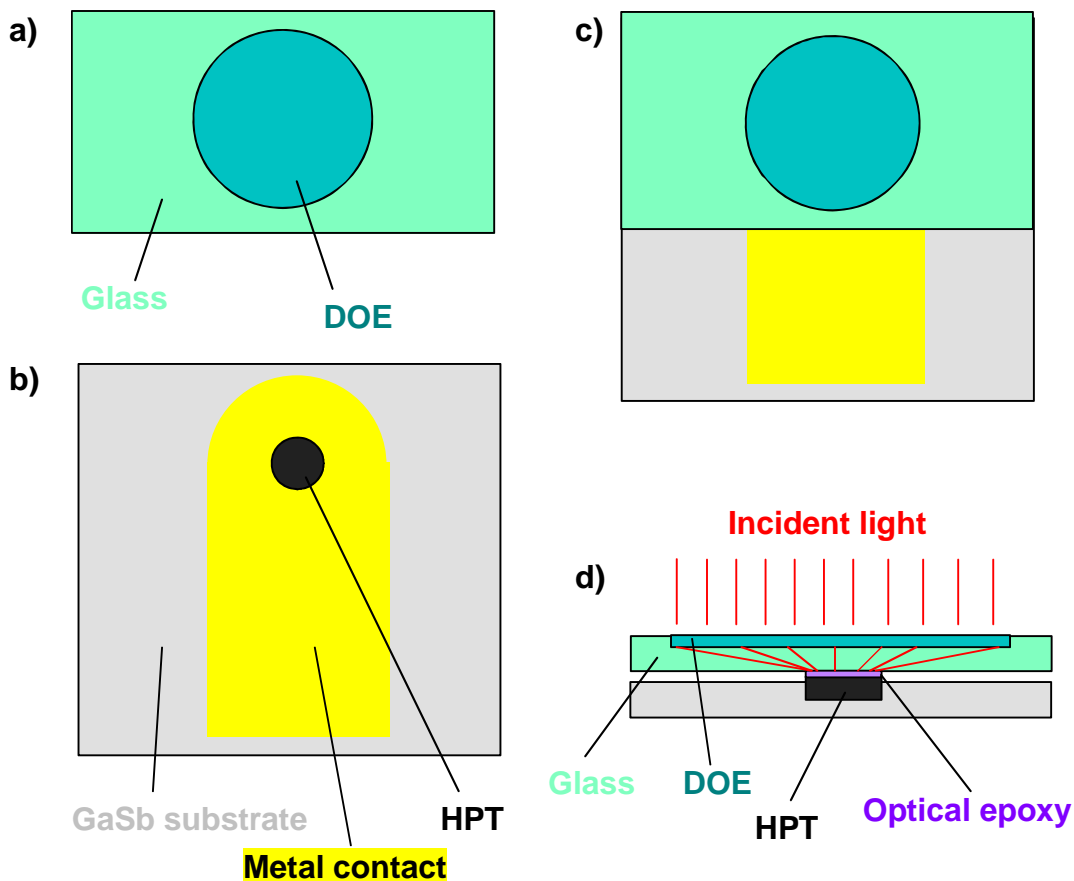 a)
Glass
DOE
b)
GaSb substrate
HPT
Metal contact
c)
Incident light
d)
Glass
DOE
HPT
Optical epoxy